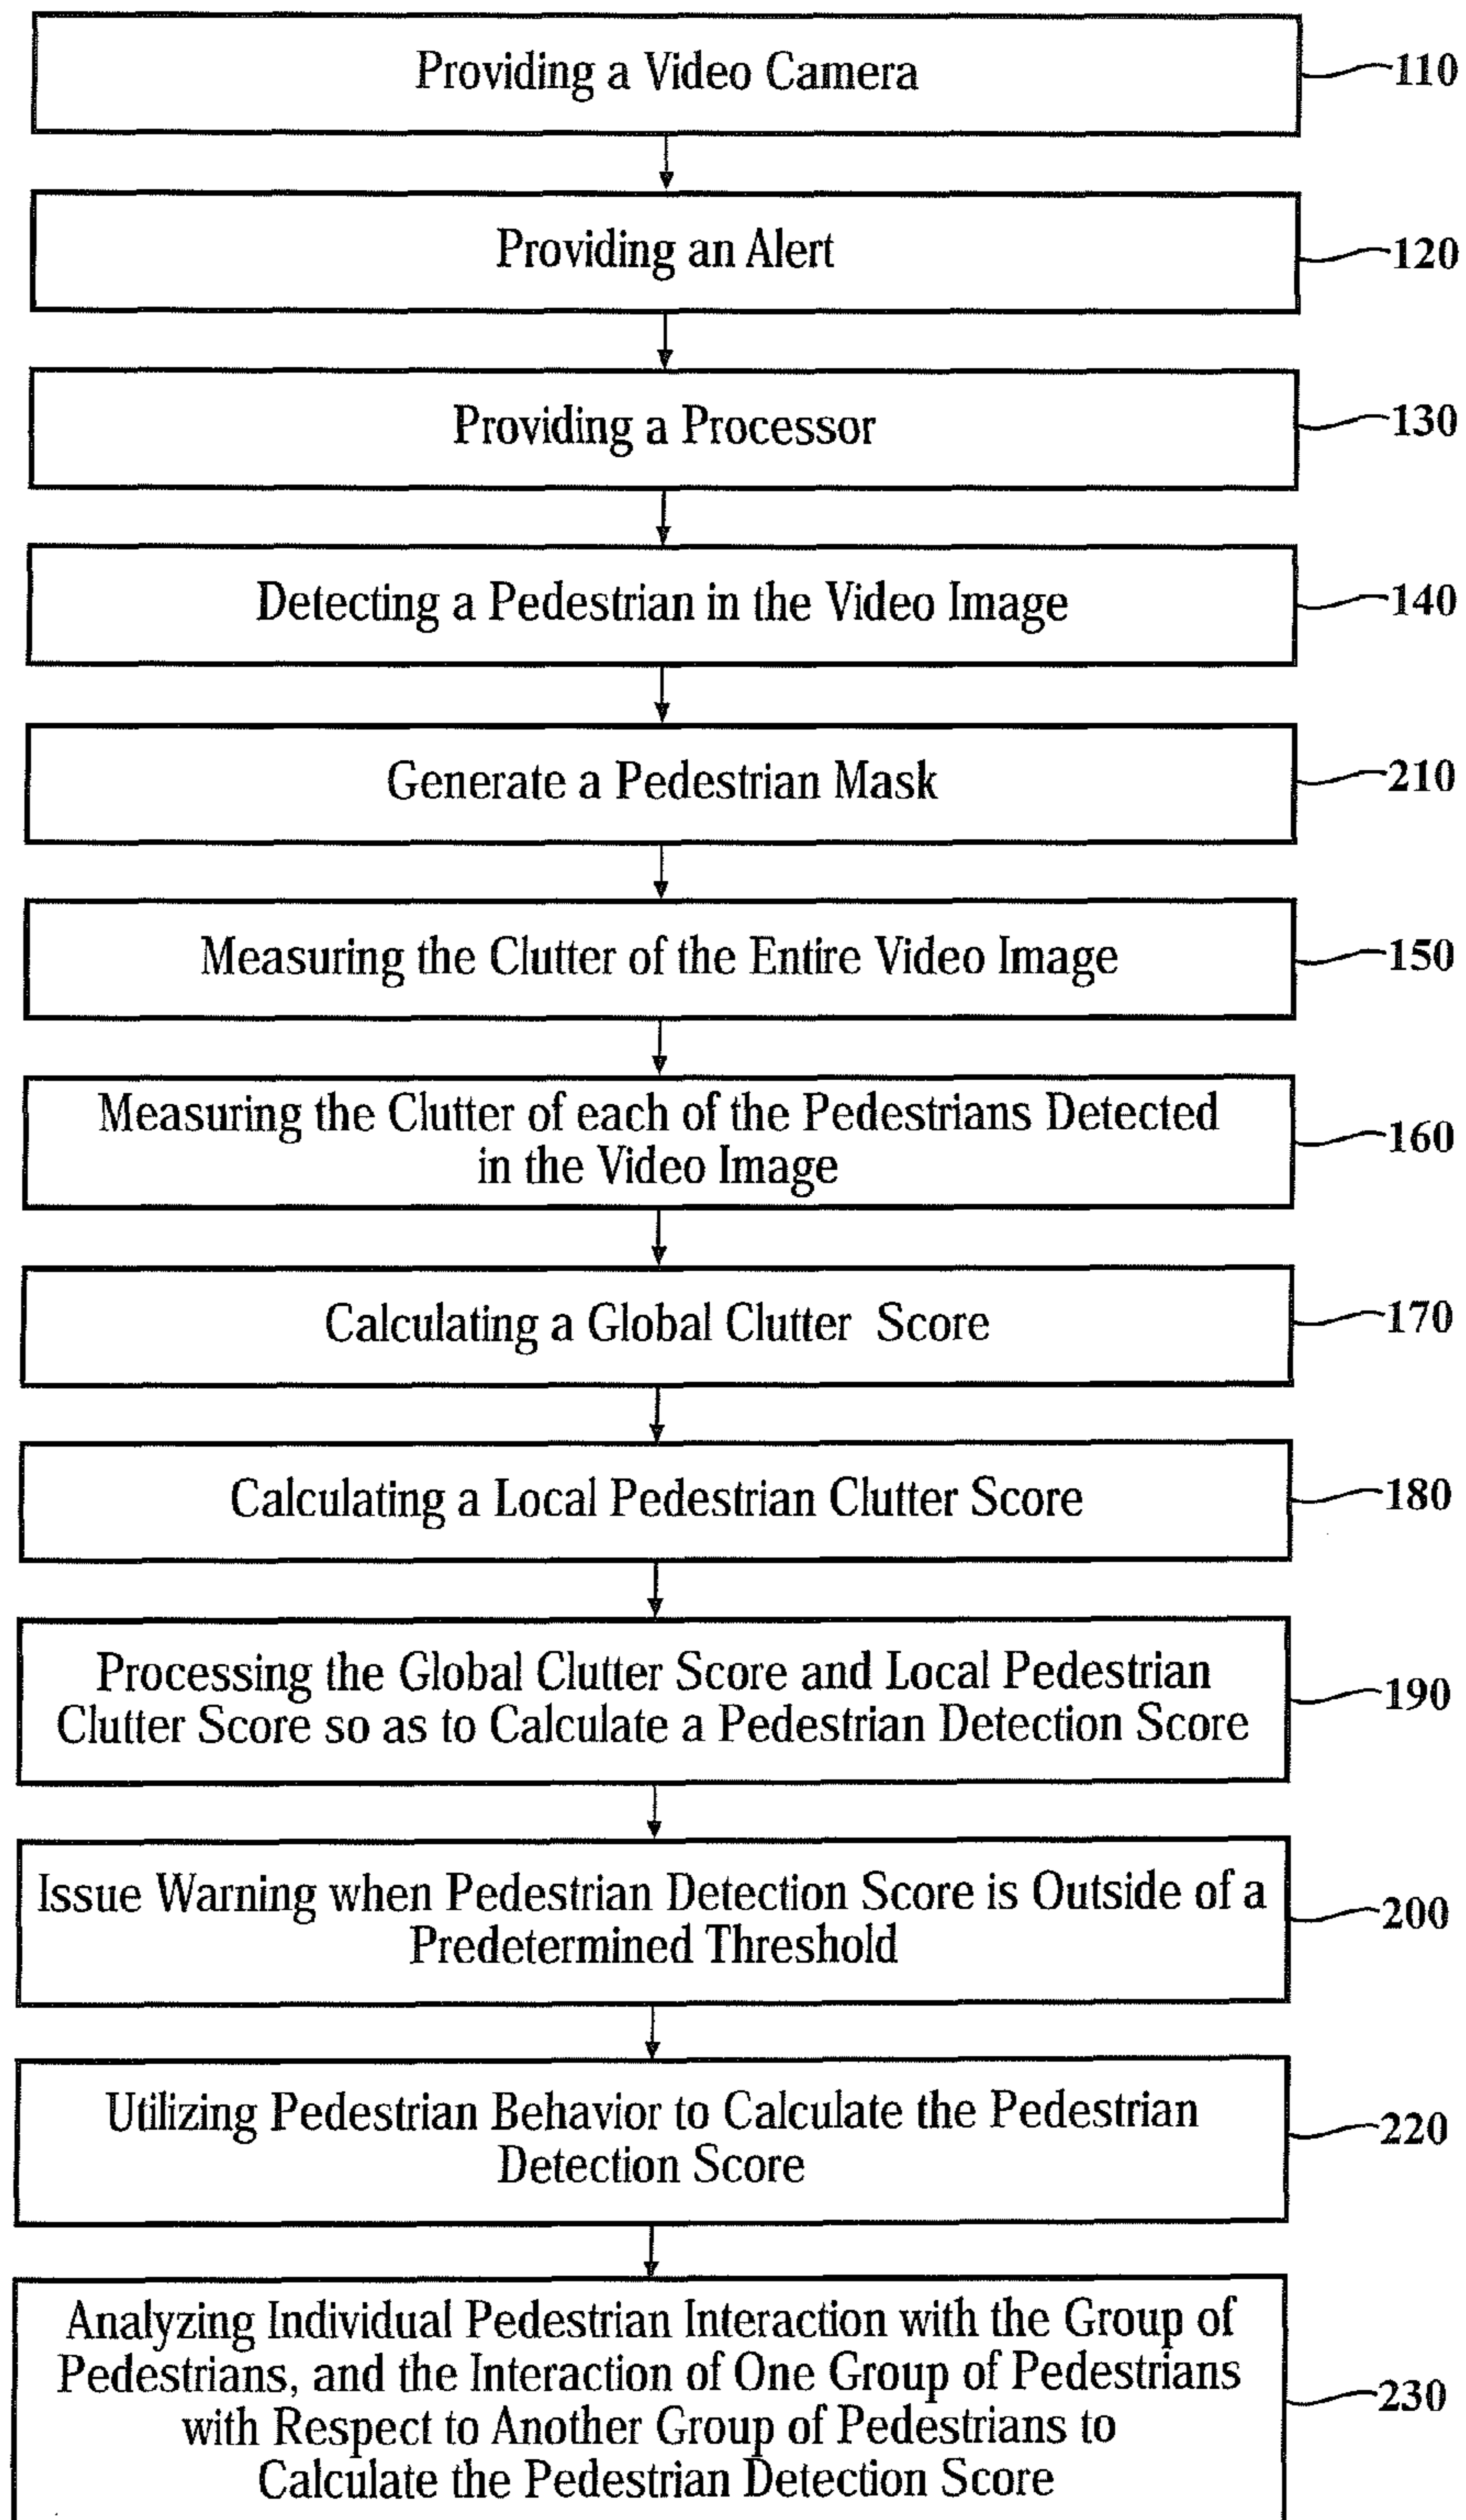 Providing a Video Camera
110
Providing an Alert
120
Providing a Processor
130
Detecting a Pedestrian in the Video Image
140
Generate a Pedestrian Mask
210
Measuring the Clutter of the Entire Video Image
150
Measuring the Clutter of each of the Pedestrians Detected
in the Video Image
160
Calculating a Global Clutter Score
170
Calculating a Local Pedestrian Clutter Score
180
Processing the Global Clutter Score and Local Pedestrian
Clutter Score so as to Calculate a Pedestrian Detection Score
190
Issue Warning when Pedestrian Detection Score is Outside of a
Predetermined Threshold
200
Utilizing Pedestrian Behavior to Calculate the Pedestrian
Detection Score
220
Analyzing Individual Pedestrian Interaction with the Group of
Pedestrians, and the Interaction of One Group of Pedestrians
with Respect to Another Group of Pedestrians to
Calculate the Pedestrian Detection Score
230